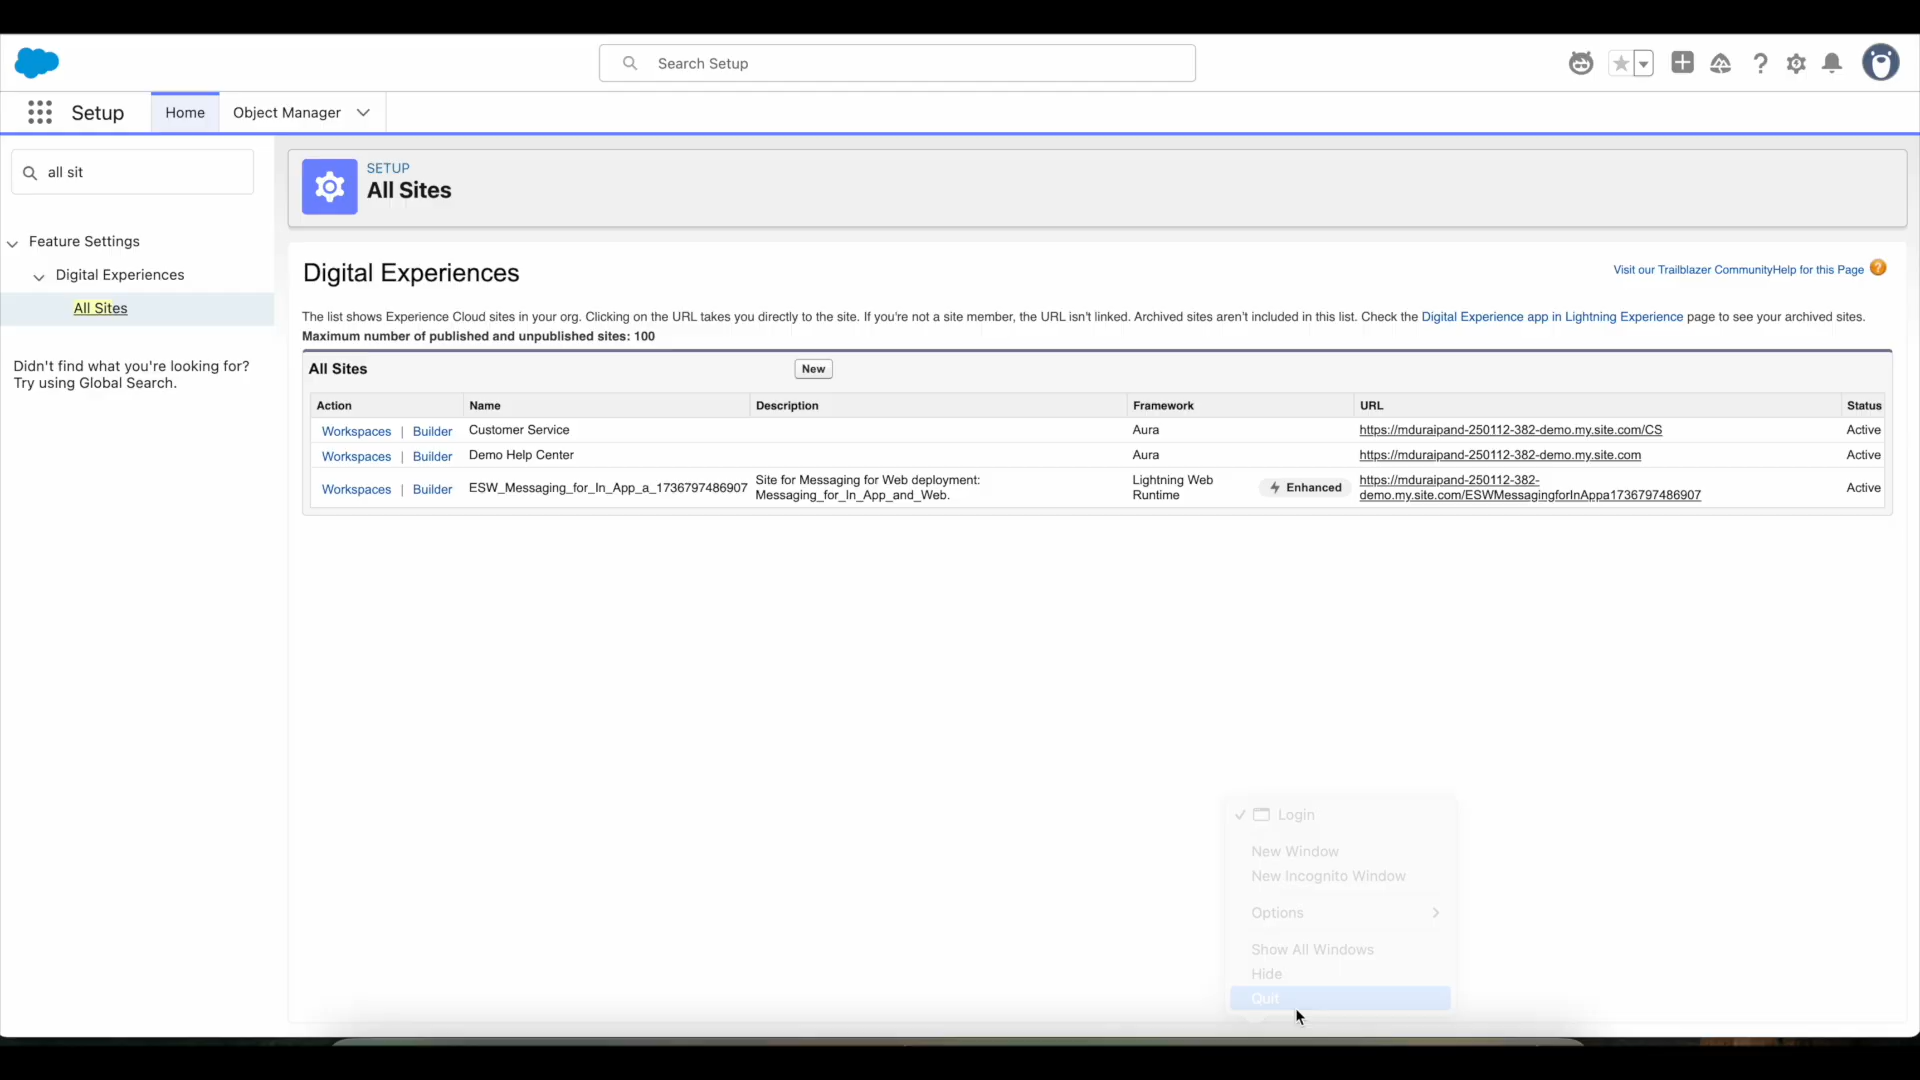 Search Setup
Setup
Home
Object Manager
all sit
Feature Settings
Digital Experiences
All Sites
Didn't find what you're looking for?
Try using Global Search.
SETUP
All Sites
Digital Experiences
Visit our Trailblazer CommunityHelp for this Page ?
The list shows Experience Cloud sites in your org. Clicking on the URL takes you directly to the site. If you're not a site member, the URL isn't linked. Archived sites aren't included in this list. Check the Digital Experience app in Lightning Experience page to see your archived sites.
Maximum number of published and unpublished sites: 100
All Sites New
Action Name Description Framework URL Status
Workspaces | Builder Customer Service Aura https://mduraipand-250112-382-demo.my.site.com/CS Active
Workspaces | Builder Demo Help Center Aura https://mduraipand-250112-382-demo.my.site.com Active
Workspaces | Builder ESW_Messaging_for_In_App_a_1736797486907
Site for Messaging for Web deployment:
Messaging_for_In_App_and_Web.
Lightning Web
Runtime
Enhanced
https://mduraipand-250112-382-
demo.my.site.com/ESWMessagingforInAppa1736797486907
Active
Login
New Window
New Incognito Window
Options
Show All Windows
Hide
Quit